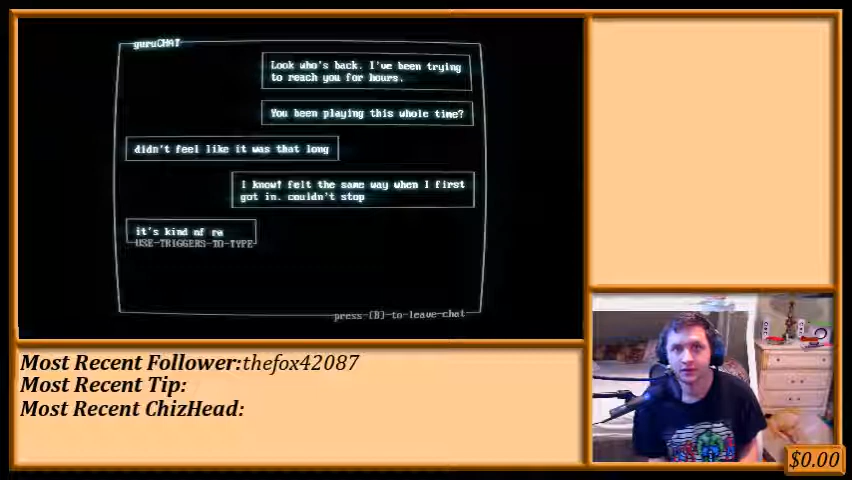 guruCHAT
Look who's back. I've been trying
to reach you for hours.
You been playing this whole time?
didn't feel like it was that long
I know! felt the same way when I first
got in. couldn't stop
it's kind of re
USE-TRIGGERS-TO-TYPE
press-[B]-to-leave-chat
Most Recent Follower:thefox42087
Most Recent Tip:
Most Recent ChizHead:
$0.00